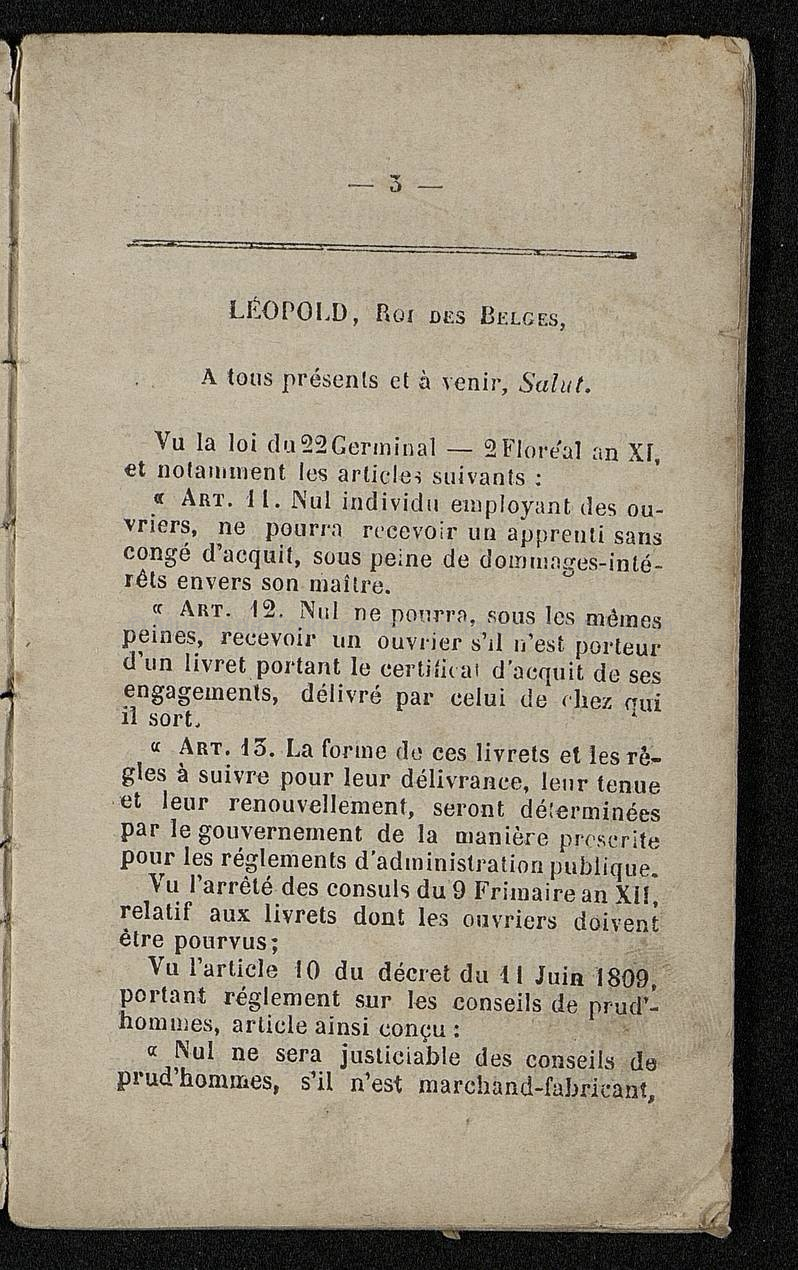 — 3 —
LÉOPOLD, ROI DES BELGES,
A tous présents et à venir, Salut.
Vu la loi du 22 Germinal — 2 Floréal an XI,
et notamment les articles suivants :
« ART. 11. Nul individu employant des ou-
vriers, ne pourra recevoir un apprenti sans
congé d'acquit, sous peine de dommages-inté-
rêts envers son maître.
« ART. 12. Nul ne pourra, sous les mêmes
peines, recevoir un ouvrier s'il n'est porteur
d'un livret portant le certificat d'acquit de ses
engagements, délivré par celui de chez qui
il sort.
« ART. 13. La forme de ces livrets et les rè-
gles à suivre pour leur délivrance, leur tenue
et leur renouvellement, seront déterminées
par le gouvernement de la manière prescrite
pour les réglements d'administration publique.
Vu l'arrêté des consuls du 9 Frimaire an XII,
relatif aux livrets dont les ouvriers doivent
être pourvus;
Vu l'article 10 du décret du 11 Juin 1809,
portant réglement sur les conseils de prud'-
hommes, article ainsi conçu :
« Nul ne sera justiciable des conseils de
prud'hommes, s'il n'est marchand-fabricant,